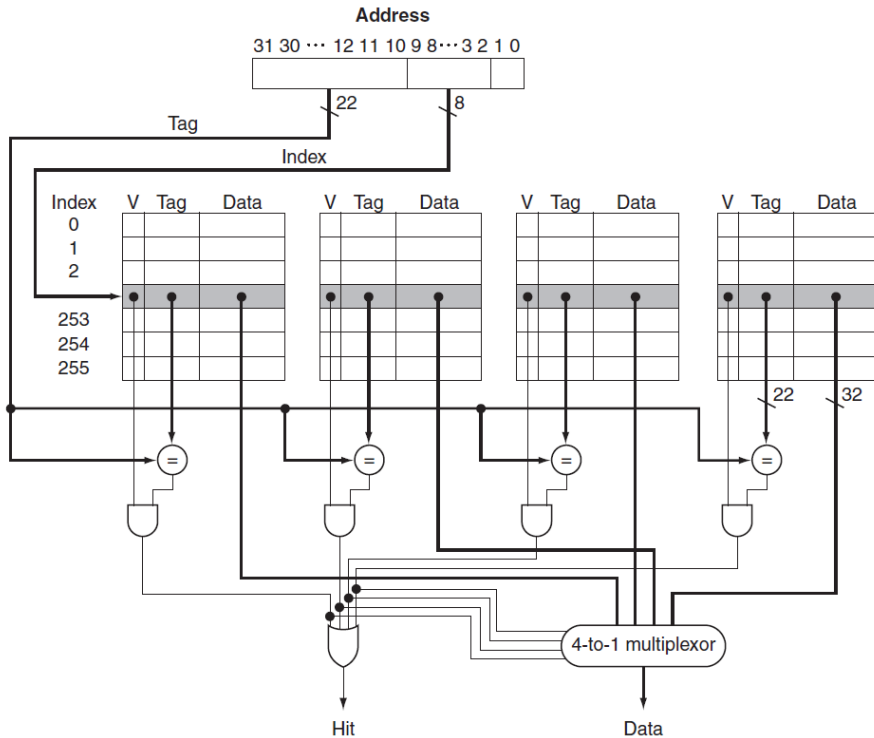 Address
31 30 ··· 12 11 10 9 8 ··· 3 2 1 0
22
8
Tag
Index
Index V Tag Data V Tag Data V Tag Data V Tag Data
0
1
2
253
254
255
22
32
= = = =
4-to-1 multiplexor
Hit
Data